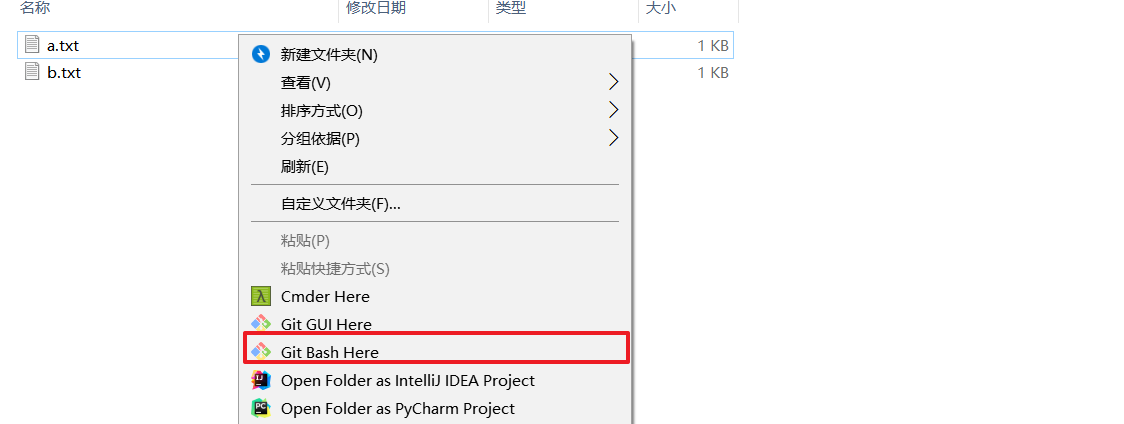 名称 修改日期 类型 大小
a.txt 1 KB
b.txt 1 KB
新建文件夹(N)
查看(V)
排序方式(O)
分组依据(P)
刷新(E)
自定义文件夹(F)...
粘贴(P)
粘贴快捷方式(S)
Cmder Here
Git GUI Here
Git Bash Here
Open Folder as IntelliJ IDEA Project
Open Folder as PyCharm Project